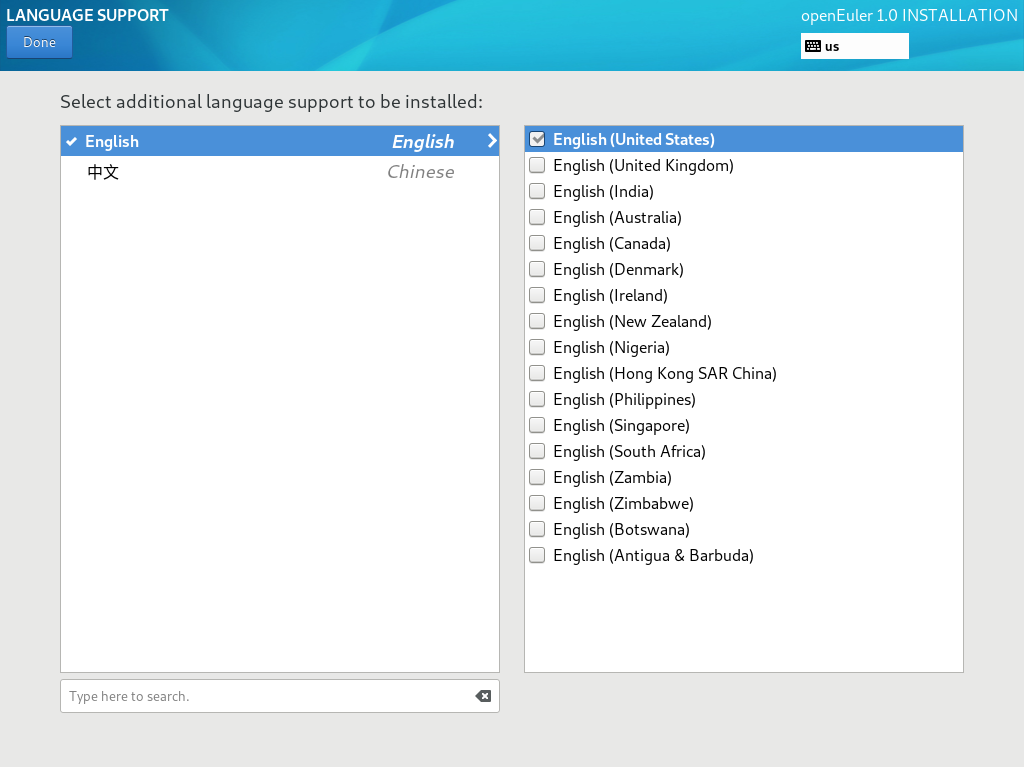 LANGUAGE SUPPORT
openEuler 1.0 INSTALLATION
Done
us
Select additional language support to be installed:
English English
中文 Chinese
English (United States)
English (United Kingdom)
English (India)
English (Australia)
English (Canada)
English (Denmark)
English (Ireland)
English (New Zealand)
English (Nigeria)
English (Hong Kong SAR China)
English (Philippines)
English (Singapore)
English (South Africa)
English (Zambia)
English (Zimbabwe)
English (Botswana)
English (Antigua & Barbuda)
Type here to search.